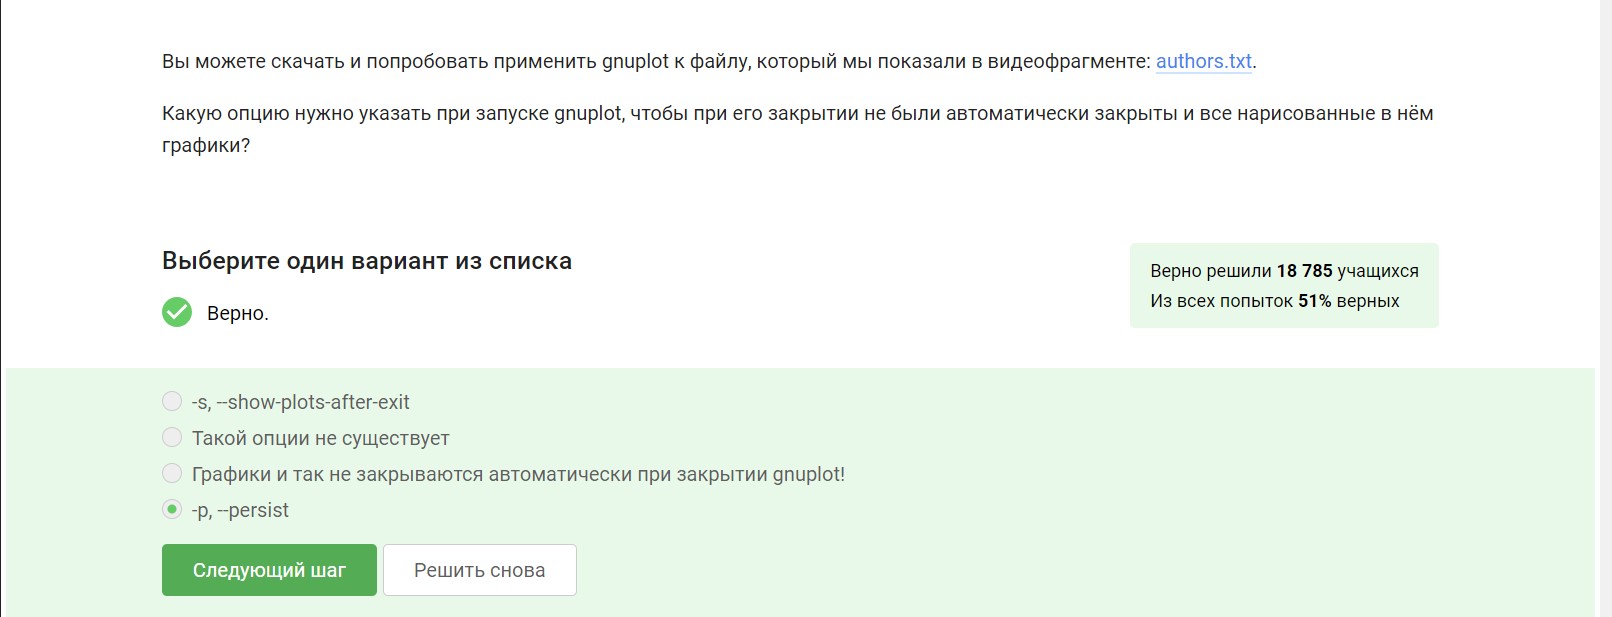 Вы можете скачать и попробовать применить gnuplot к файлу, который мы показали в видеофрагменте: authors.txt.
Какую опцию нужно указать при запуске gnuplot, чтобы при его закрытии не были автоматически закрыты и все нарисованные в нём
графики?
Выберите один вариант из списка
Верно.
Верно решили 18 785 учащихся
Из всех попыток 51% верных
-s, --show-plots-after-exit
Такой опции не существует
Графики и так не закрываются автоматически при закрытии gnuplot!
-p, --persist
Следующий шаг
Решить снова